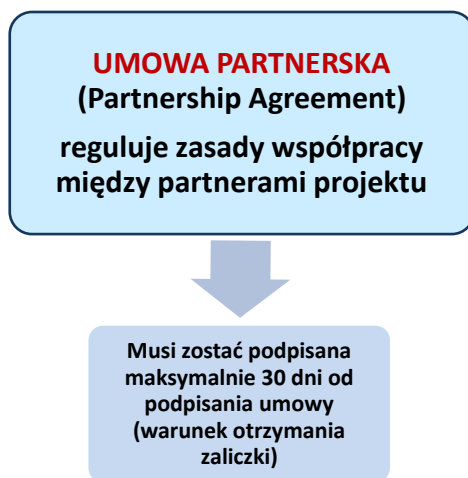 UMOWA PARTNERSKA
(Partnership Agreement)
reguluje zasady współpracy
między partnerami projektu
Musi zostać podpisana
maksymalnie 30 dni od
podpisania umowy
(warunek otrzymania
zaliczki)